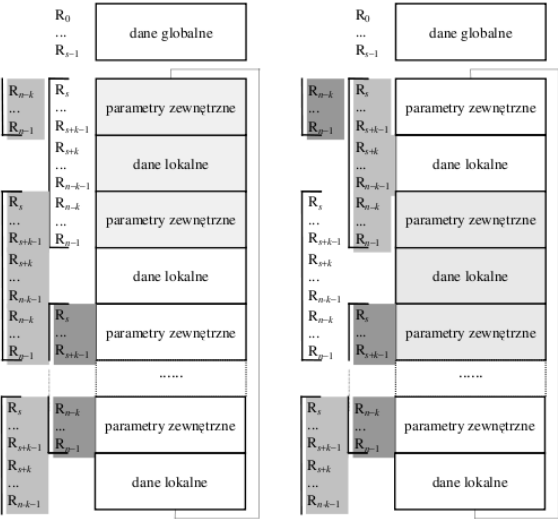 R0
...
Rs−1
dane globalne
Rn−k
...
Rn−1
Rs
...
Rs+k−1
parametry zewnętrzne
Rs+k
...
Rn−k−1
dane lokalne
Rs
...
Rs+k−1
Rn−k
...
Rn−1
parametry zewnętrzne
Rs+k
...
Rn-k−1
dane lokalne
Rn−k
...
Rn−1
Rs
...
Rs+k−1
parametry zewnętrzne
......
Rs
...
Rs+k−1
Rn−k
...
Rn−1
parametry zewnętrzne
Rs+k
...
Rn-k−1
dane lokalne
R0
...
Rs−1
dane globalne
Rn−k
...
Rn−1
Rs
...
Rs+k−1
parametry zewnętrzne
Rs+k
...
Rn−k−1
dane lokalne
Rs
...
Rs+k−1
Rn−k
...
Rn−1
parametry zewnętrzne
Rs+k
...
Rn-k−1
dane lokalne
Rn−k
...
Rn−1
Rs
...
Rs+k−1
parametry zewnętrzne
......
Rs
...
Rs+k−1
Rn−k
...
Rn−1
parametry zewnętrzne
Rs+k
...
Rn-k−1
dane lokalne